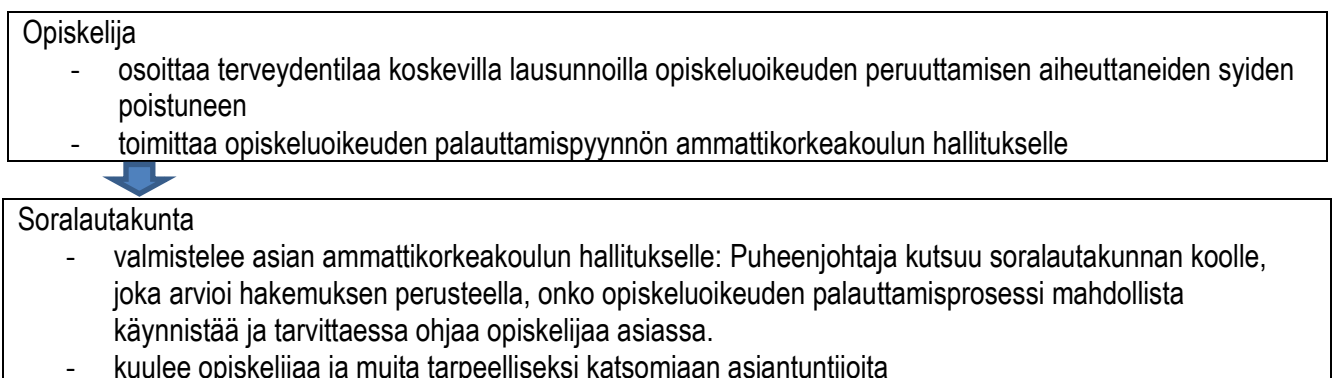 Opiskelija
- osoittaa terveydentilaa koskevilla lausunnoilla opiskeluoikeuden peruuttamisen aiheuttaneiden syiden
poistuneen
- toimittaa opiskeluoikeuden palauttamispyynnön ammattikorkeakoulun hallitukselle
Soralautakunta
- valmistelee asian ammattikorkeakoulun hallitukselle: Puheenjohtaja kutsuu soralautakunnan koolle,
joka arvioi hakemuksen perusteella, onko opiskeluoikeuden palauttamisprosessi mahdollista
käynnistää ja tarvittaessa ohjaa opiskelijaa asiassa.
- kuulee opiskelijaa ja muita tarpeelliseksi katsomiaan asiantuntijoita